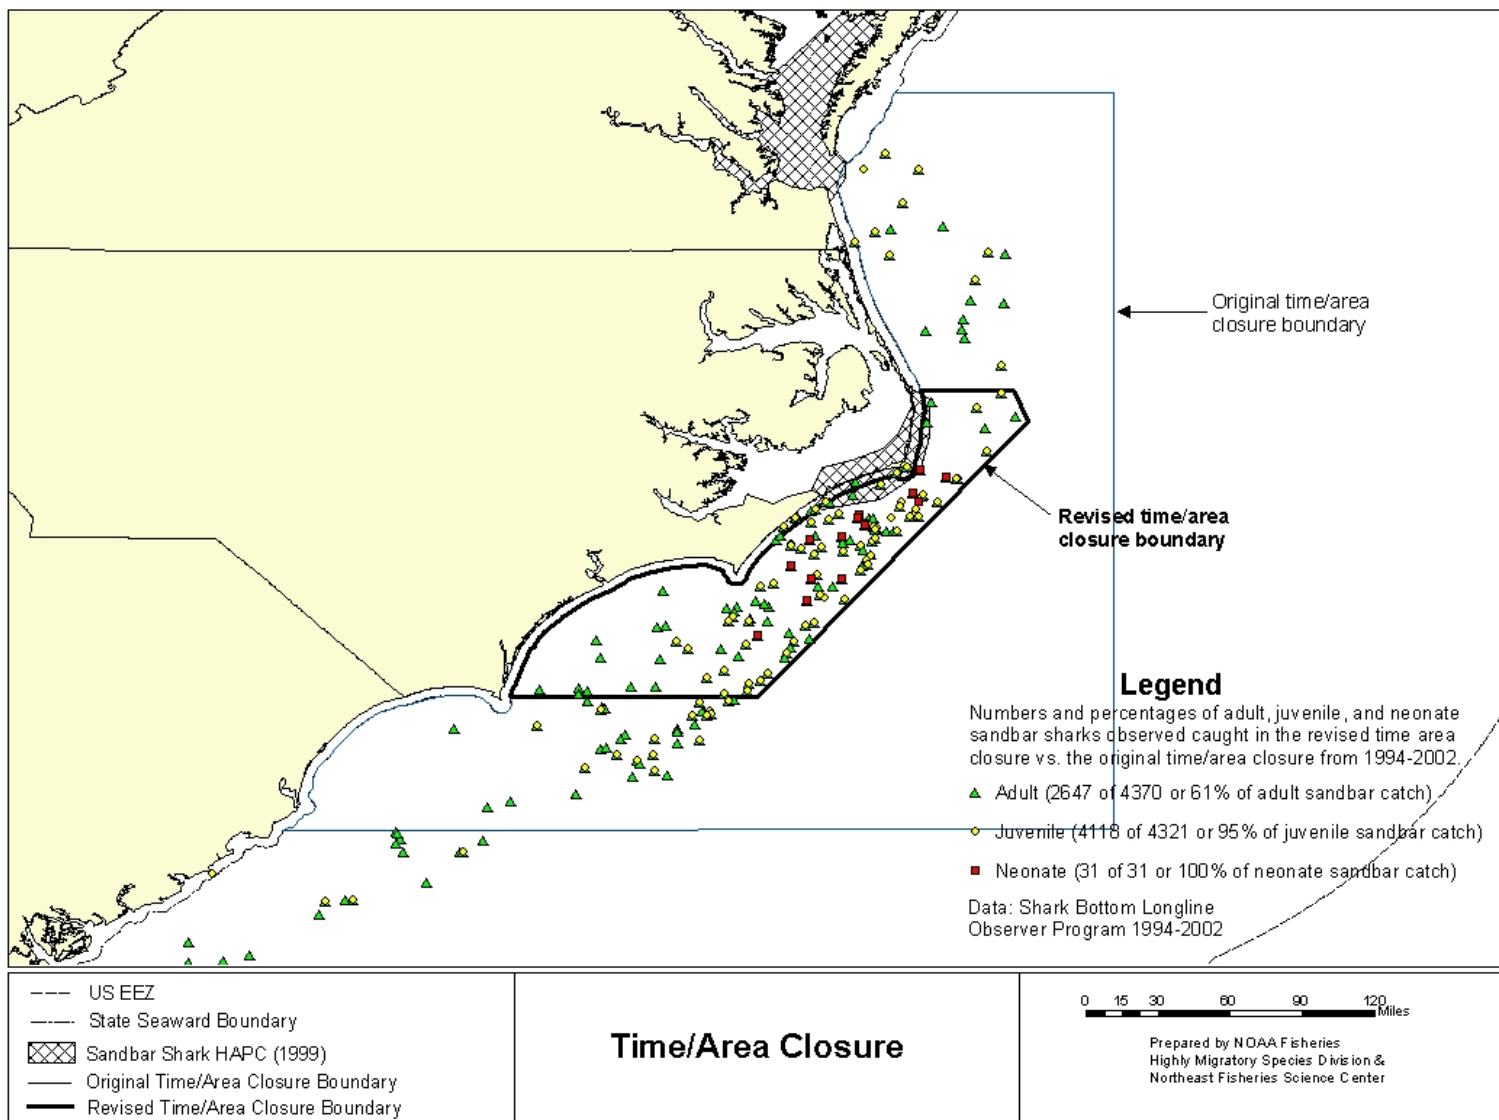 Original time/area
closure boundary
Revised time/area
closure boundary
Legend
Numbers and percentages of adult, juvenile, and neonate
sandbar sharks observed caught in the revised time area
closure vs. the original time/area closure from 1994-2002.
Adult (2647 of 4370 or 61% of adult sandbar catch)
Juvenile (4118 of 4321 or 95% of juvenile sandbar catch)
Neonate (31 of 31 or 100% of neonate sandbar catch)
Data: Shark Bottom Longline
Observer Program 1994-2002
US EEZ
State Seaward Boundary
Sandbar Shark HAPC (1999)
Original Time/Area Closure Boundary
Revised Time/Area Closure Boundary
Time/Area Closure
0 15 30 60 90 120
Miles
Prepared by NOAA Fisheries
Highly Migratory Species Division &
Northeast Fisheries Science Center